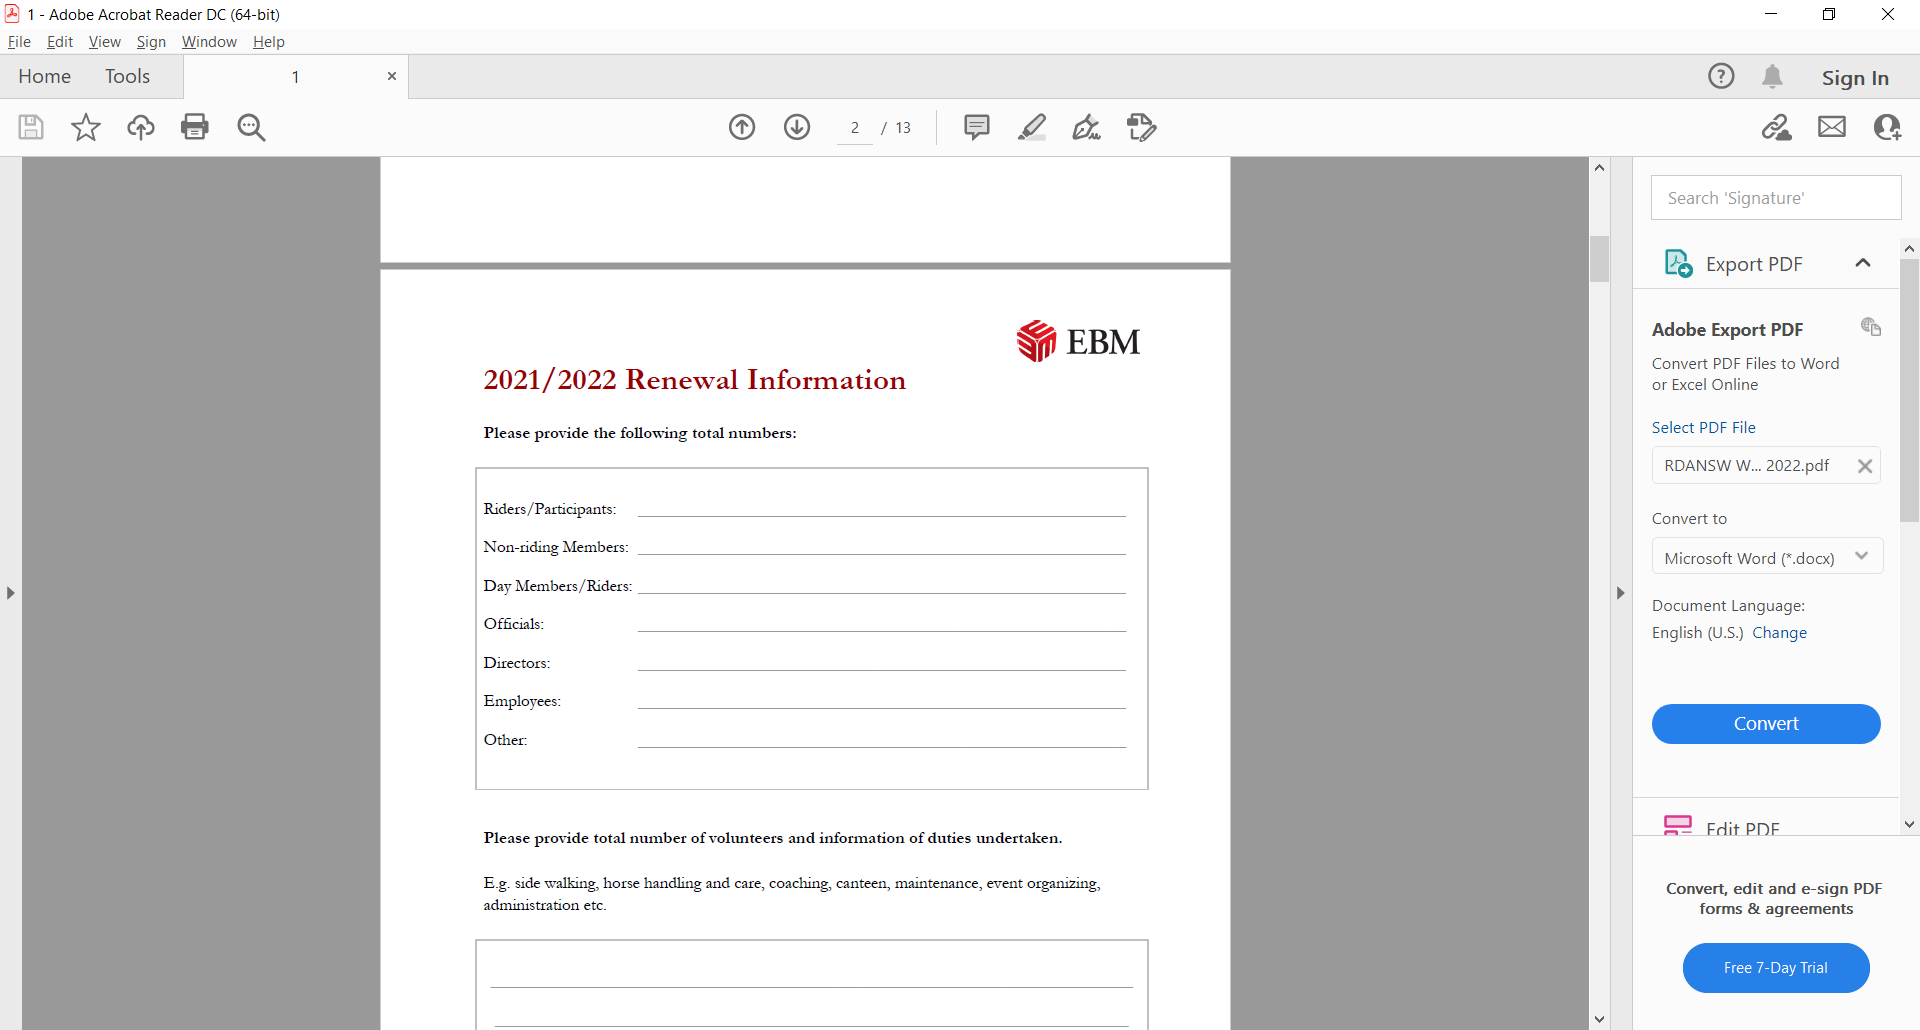 1 - Adobe Acrobat Reader DC (64-bit)
File Edit View Sign Window Help
Home Tools 1 Sign In
2 / 13
EBM
2021/2022 Renewal Information
Please provide the following total numbers:
Riders/Participants:
Non-riding Members:
Day Members/Riders:
Officials:
Directors:
Employees:
Other:
Please provide total number of volunteers and information of duties undertaken.
E.g. side walking, horse handling and care, coaching, canteen, maintenance, event organizing,
administration etc.
Search 'Signature'
Export PDF
Adobe Export PDF
Convert PDF Files to Word
or Excel Online
Select PDF File
RDANSW W... 2022.pdf
Convert to
Microsoft Word (*.docx)
Document Language:
English (U.S.) Change
Convert
Edit PDF
Convert, edit and e-sign PDF
forms & agreements
Free 7-Day Trial